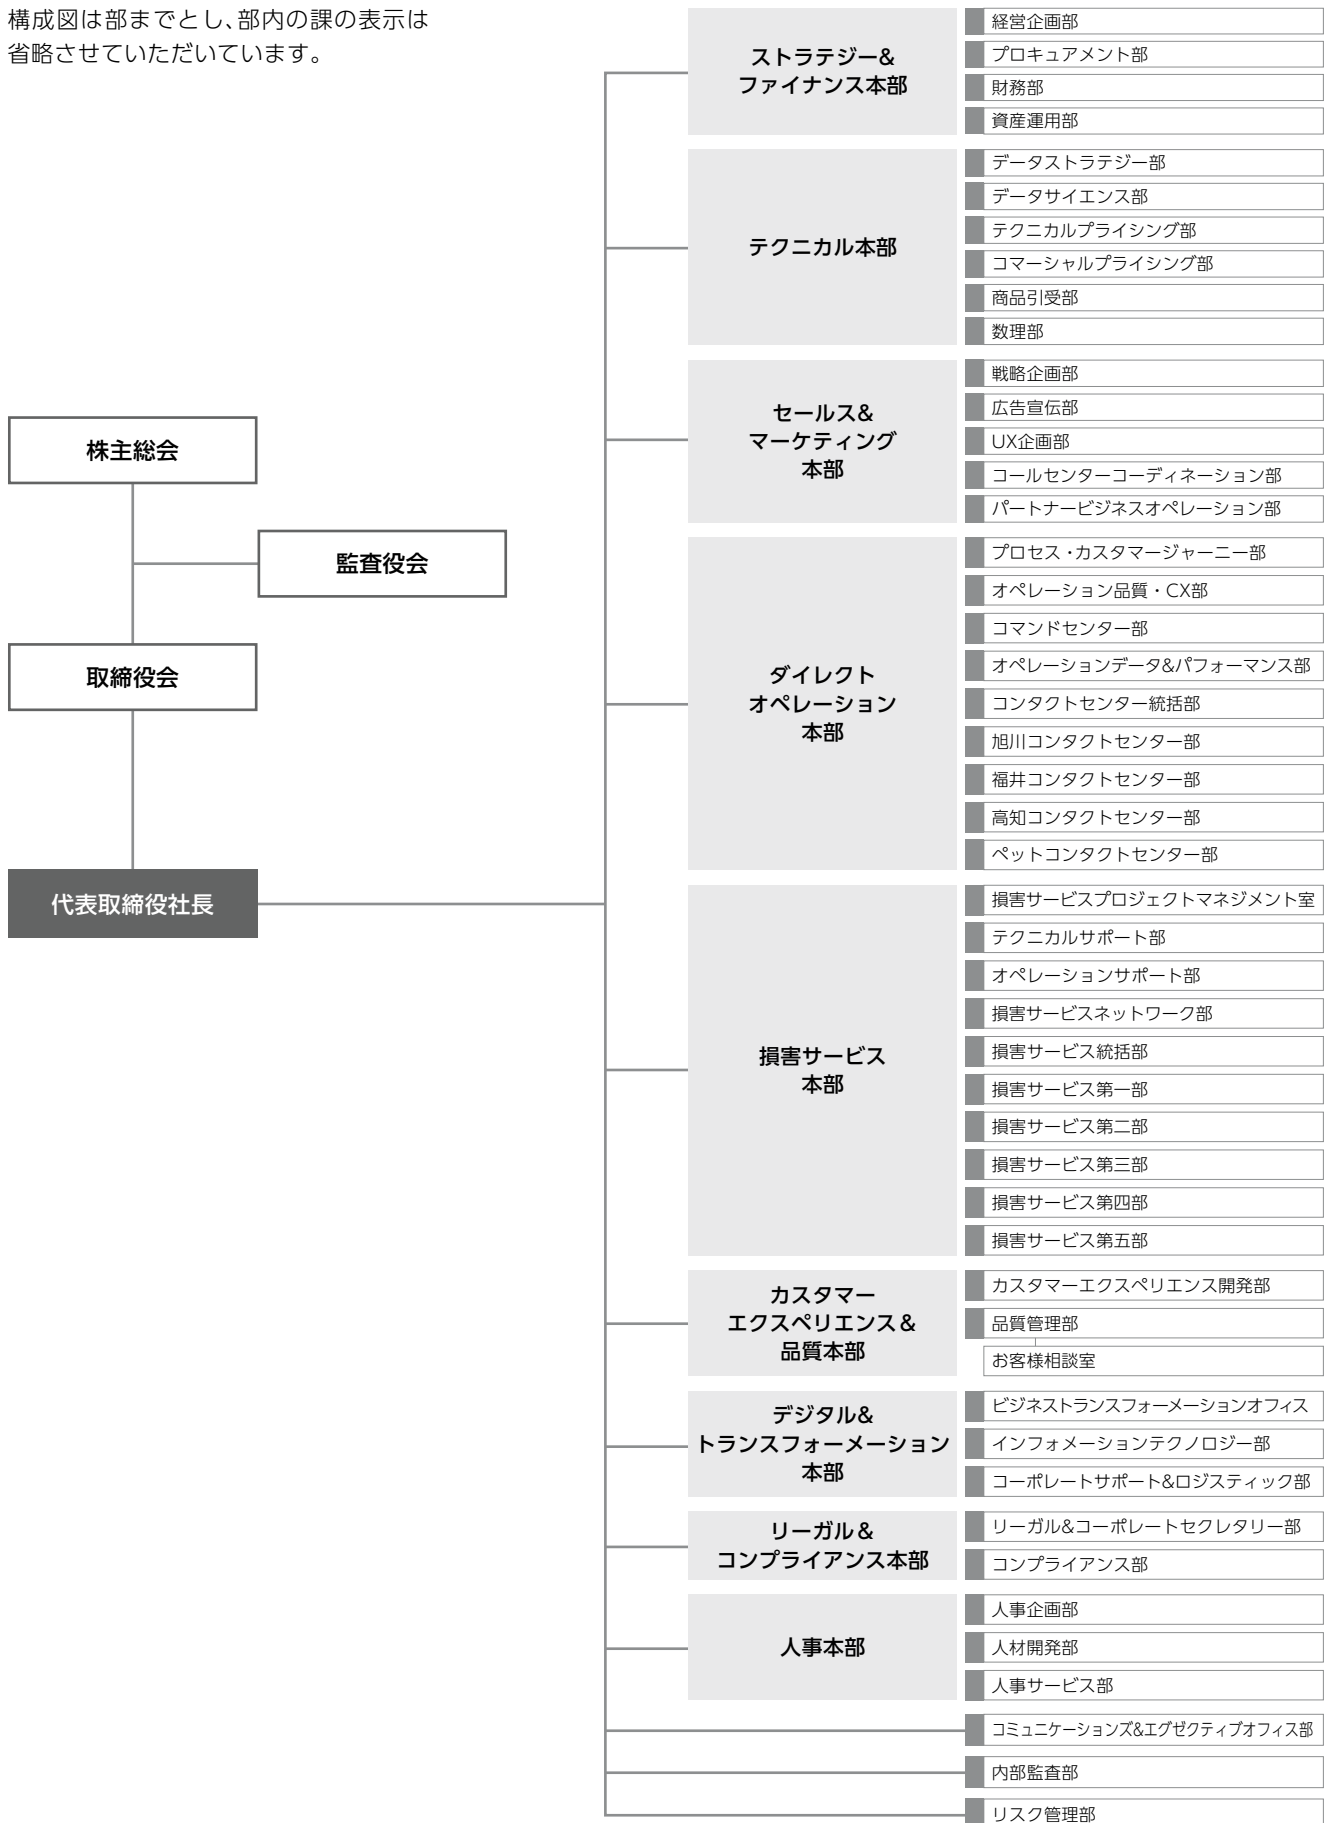 構成図は部までとし、部内の課の表示は
省略させていただいています。
株主総会
監査役会
取締役会
代表取締役社長
ストラテジー&
ファイナンス本部
経営企画部
プロキュアメント部
財務部
資産運用部
テクニカル本部
データストラテジー部
データサイエンス部
テクニカルプライシング部
コマーシャルプライシング部
商品引受部
数理部
セールス&
マーケティング
本部
戦略企画部
広告宣伝部
UX企画部
コールセンターコーディネーション部
パートナービジネスオペレーション部
ダイレクト
オペレーション
本部
プロセス・カスタマージャーニー部
オペレーション品質・CX部
コマンドセンター部
オペレーションデータ&パフォーマンス部
コンタクトセンター統括部
旭川コンタクトセンター部
福井コンタクトセンター部
高知コンタクトセンター部
ペットコンタクトセンター部
損害サービス
本部
損害サービスプロジェクトマネジメント室
テクニカルサポート部
オペレーションサポート部
損害サービスネットワーク部
損害サービス統括部
損害サービス第一部
損害サービス第二部
損害サービス第三部
損害サービス第四部
損害サービス第五部
カスタマー
エクスペリエンス＆
品質本部
カスタマーエクスペリエンス開発部
品質管理部
お客様相談室
デジタル&
トランスフォーメーション
本部
ビジネストランスフォーメーションオフィス
インフォメーションテクノロジー部
コーポレートサポート&ロジスティック部
リーガル＆
コンプライアンス本部
リーガル&コーポレートセクレタリー部
コンプライアンス部
人事本部
人事企画部
人材開発部
人事サービス部
コミュニケーションズ&エグゼクティブオフィス部
内部監査部
リスク管理部